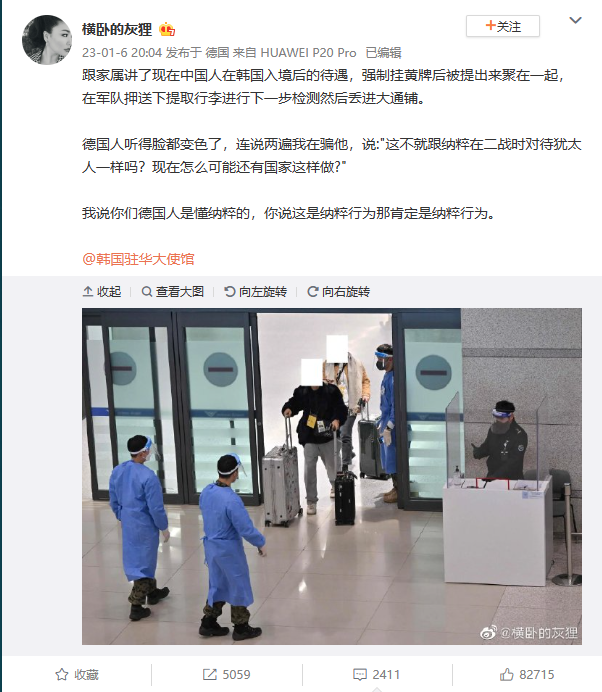 横卧的灰狸
+关注
23-01-6 20:04 发布于 德国 来自 HUAWEI P20 Pro 已编辑
跟家属讲了现在中国人在韩国入境后的待遇，强制挂黄牌后被提出来聚在一起，
在军队押送下提取行李进行下一步检测然后丢进大通铺。
德国人听得脸都变色了，连说两遍我在骗他，说:"这不就跟纳粹在二战时对待犹太
人一样吗？现在怎么可能还有国家这样做?"
我说你们德国人是懂纳粹的，你说这是纳粹行为那肯定是纳粹行为。
@韩国驻华大使馆
收起 查看大图 向左旋转 向右旋转
@横卧的灰狸
收藏 5059 2411 82715